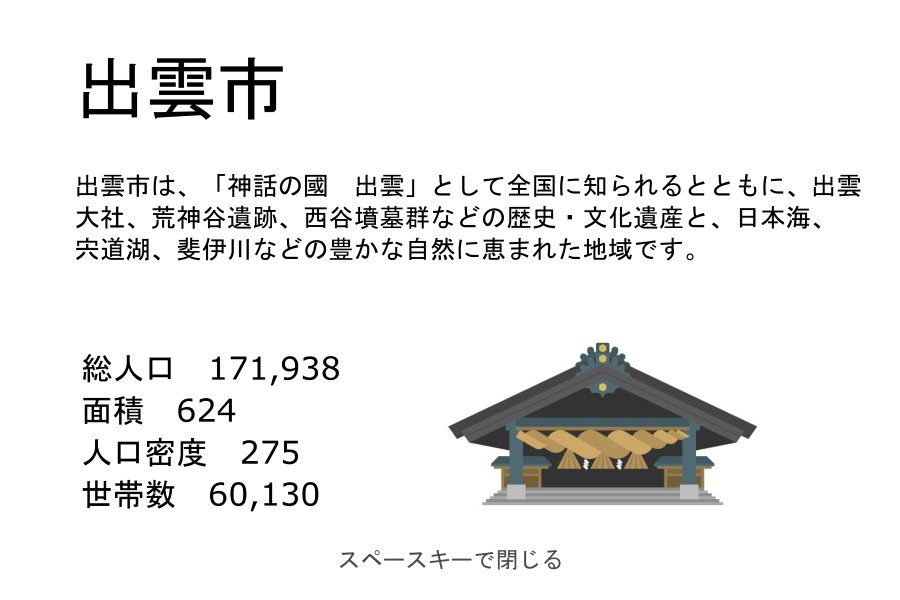 出雲市
出雲市は、「神話の國　出雲」として全国に知られるとともに、出雲
大社、荒神谷遺跡、西谷墳墓群などの歴史・文化遺産と、日本海、
宍道湖、斐伊川などの豊かな自然に恵まれた地域です。
総人口　171,938
面積　624
人口密度　275
世帯数　60,130
スペースキーで閉じる